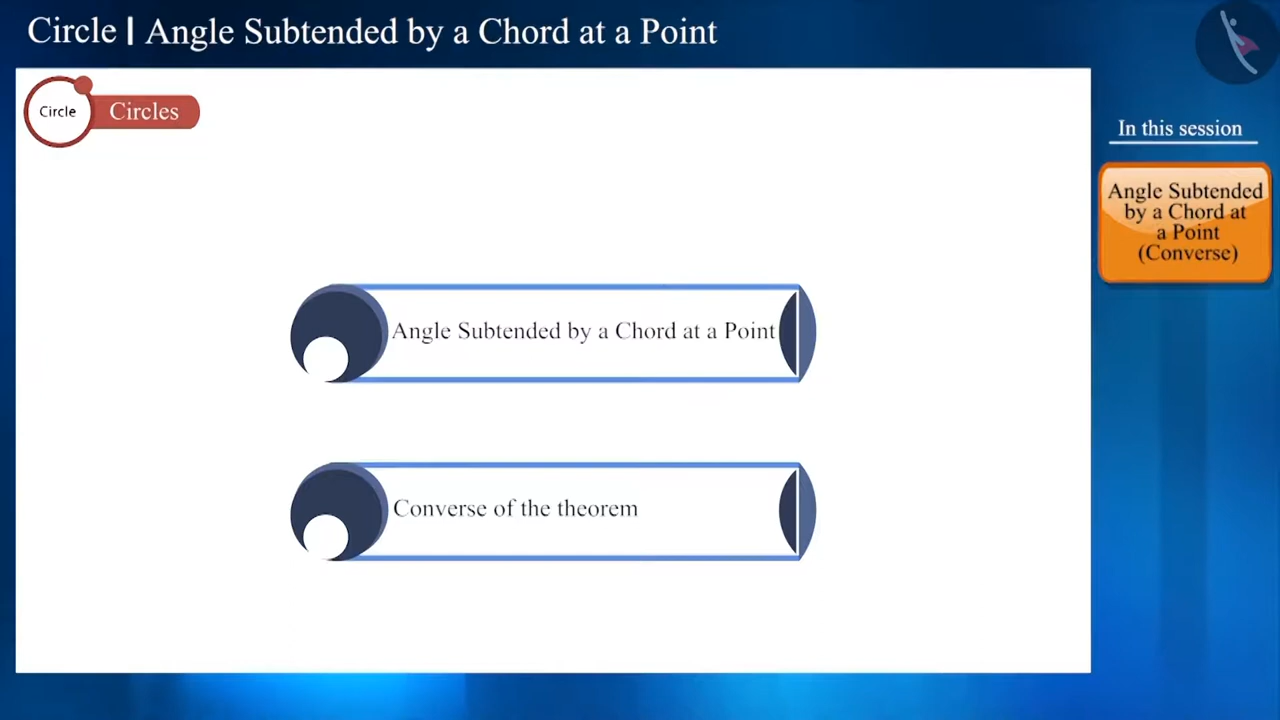 Circle | Angle Subtended by a Chord at a Point
Circle
Circles
In this session
Angle Subtended
by a Chord at
a Point
(Converse)
Angle Subtended by a Chord at a Point
Converse of the theorem